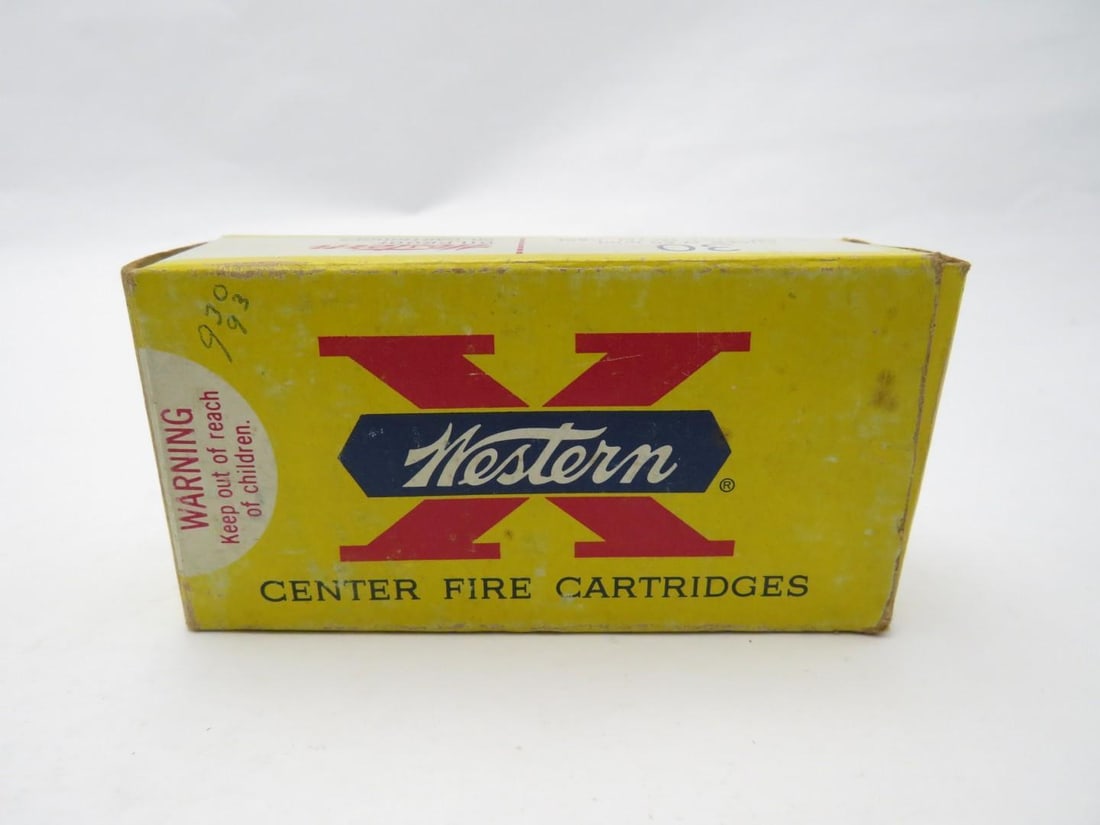 930
93
WARNING
Keep out of reach
of children.
X
Western
®
CENTER FIRE CARTRIDGES